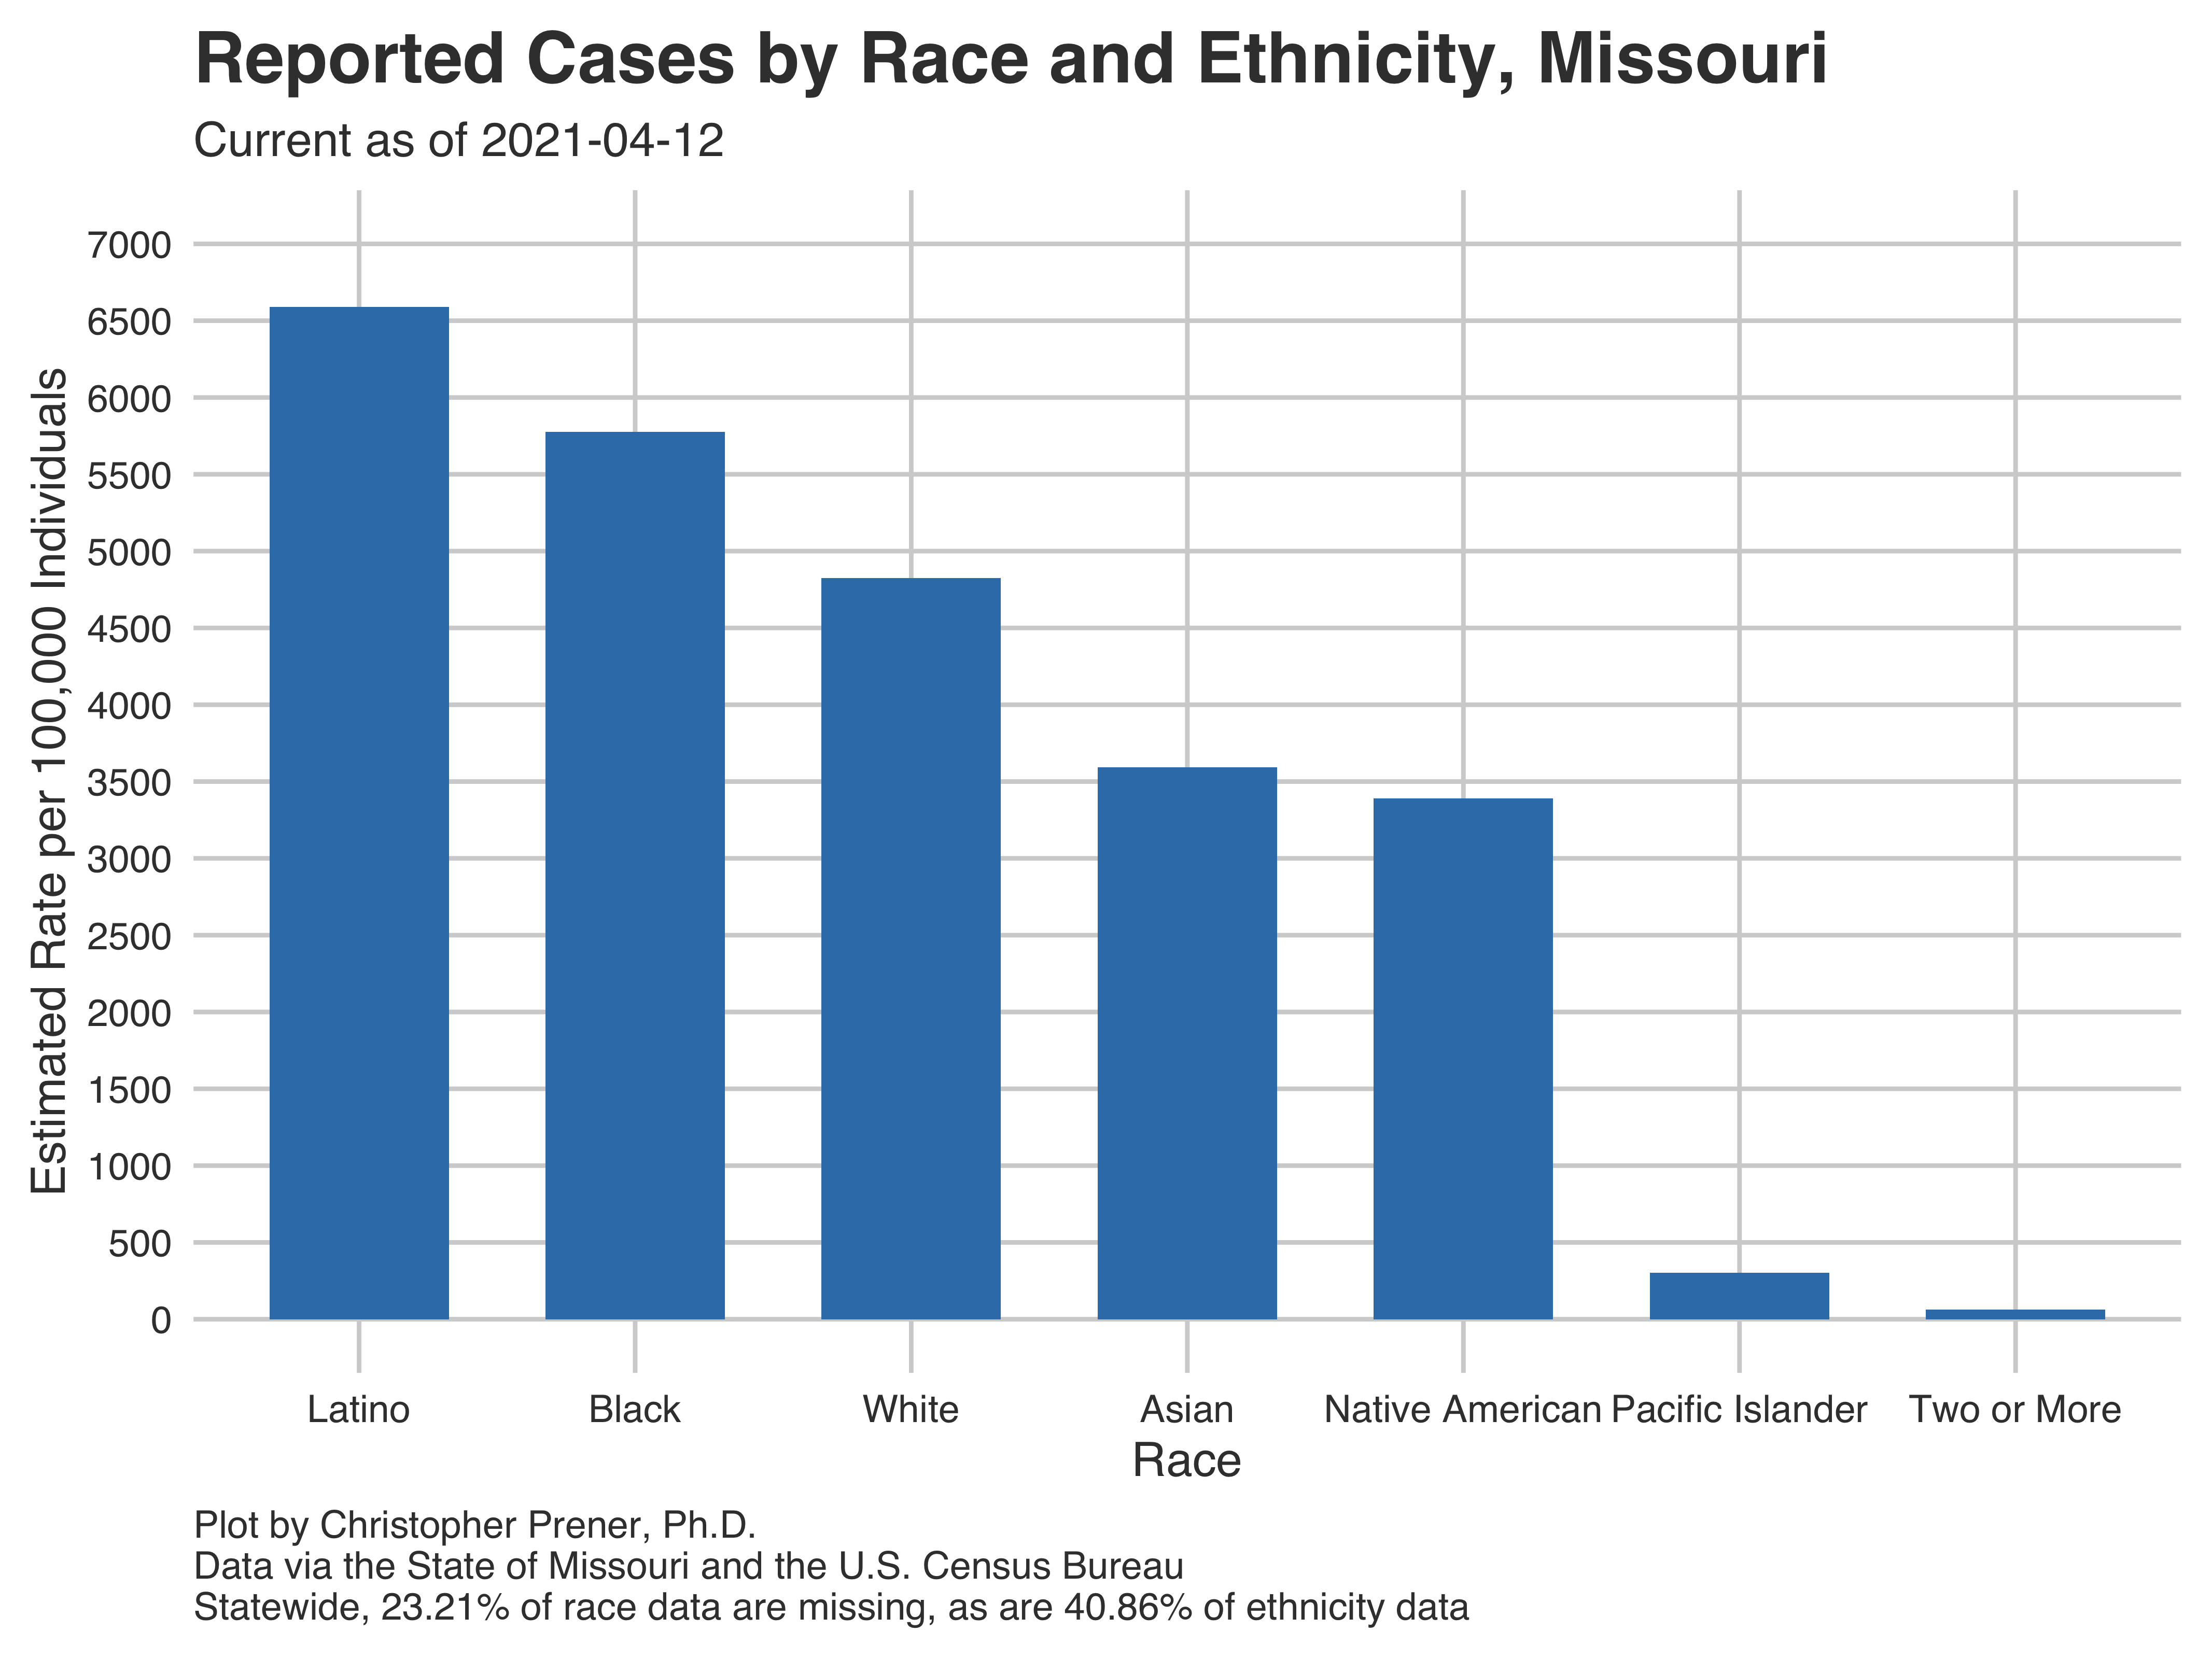 Reported Cases by Race and Ethnicity, Missouri
Current as of 2021-04-12
Estimated Rate per 100,000 Individuals
7000
6500
6000
5500
5000
4500
4000
3500
3000
2500
2000
1500
1000
500
0
Latino Black White Asian Native American Pacific Islander Two or More
Race
Plot by Christopher Prener, Ph.D.
Data via the State of Missouri and the U.S. Census Bureau
Statewide, 23.21% of race data are missing, as are 40.86% of ethnicity data